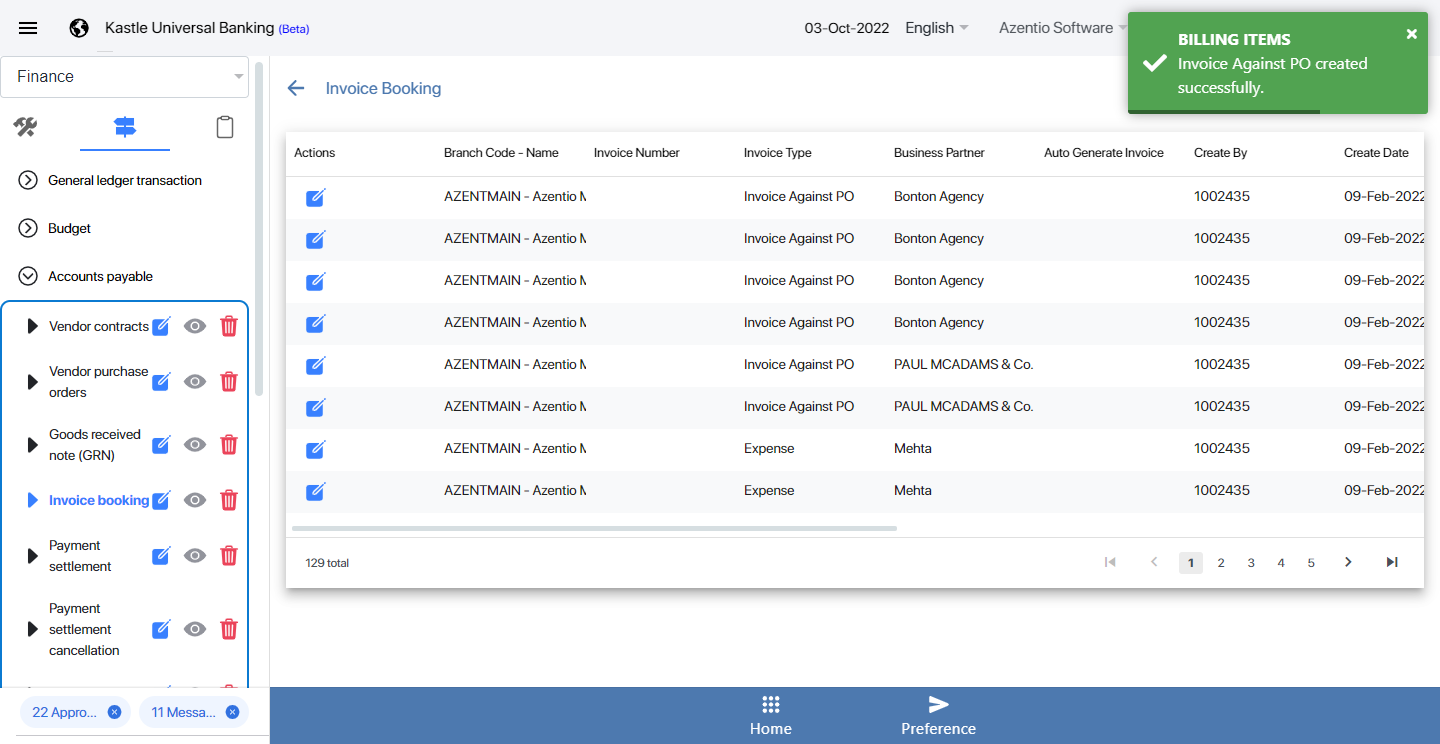 Kastle Universal Banking (Beta)
03-Oct-2022 English Azentio Software
BILLING ITEMS
Invoice Against PO created
successfully.
Finance
Invoice Booking
General ledger transaction
Budget
Accounts payable
Vendor contracts
Vendor purchase
orders
Goods received
note (GRN)
Invoice booking
Payment
settlement
Payment
settlement
cancellation
22 Appro...
11 Messa...
Actions Branch Code - Name Invoice Number Invoice Type Business Partner Auto Generate Invoice Create By Create Date
AZENTMAIN - Azentio M Invoice Against PO Bonton Agency 1002435 09-Feb-2022
AZENTMAIN - Azentio M Invoice Against PO Bonton Agency 1002435 09-Feb-2022
AZENTMAIN - Azentio M Invoice Against PO Bonton Agency 1002435 09-Feb-2022
AZENTMAIN - Azentio M Invoice Against PO Bonton Agency 1002435 09-Feb-2022
AZENTMAIN - Azentio M Invoice Against PO PAUL MCADAMS & Co. 1002435 09-Feb-2022
AZENTMAIN - Azentio M Invoice Against PO PAUL MCADAMS & Co. 1002435 09-Feb-2022
AZENTMAIN - Azentio M Expense Mehta 1002435 09-Feb-2022
AZENTMAIN - Azentio M Expense Mehta 1002435 09-Feb-2022
129 total 1 2 3 4 5
Home Preference